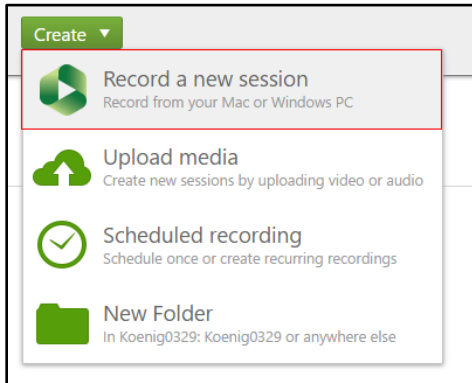 Create
Record a new session
Record from your Mac or Windows PC
Upload media
Create new sessions by uploading video or audio
Scheduled recording
Schedule once or create recurring recordings
New Folder
In Koenig0329: Koenig0329 or anywhere else